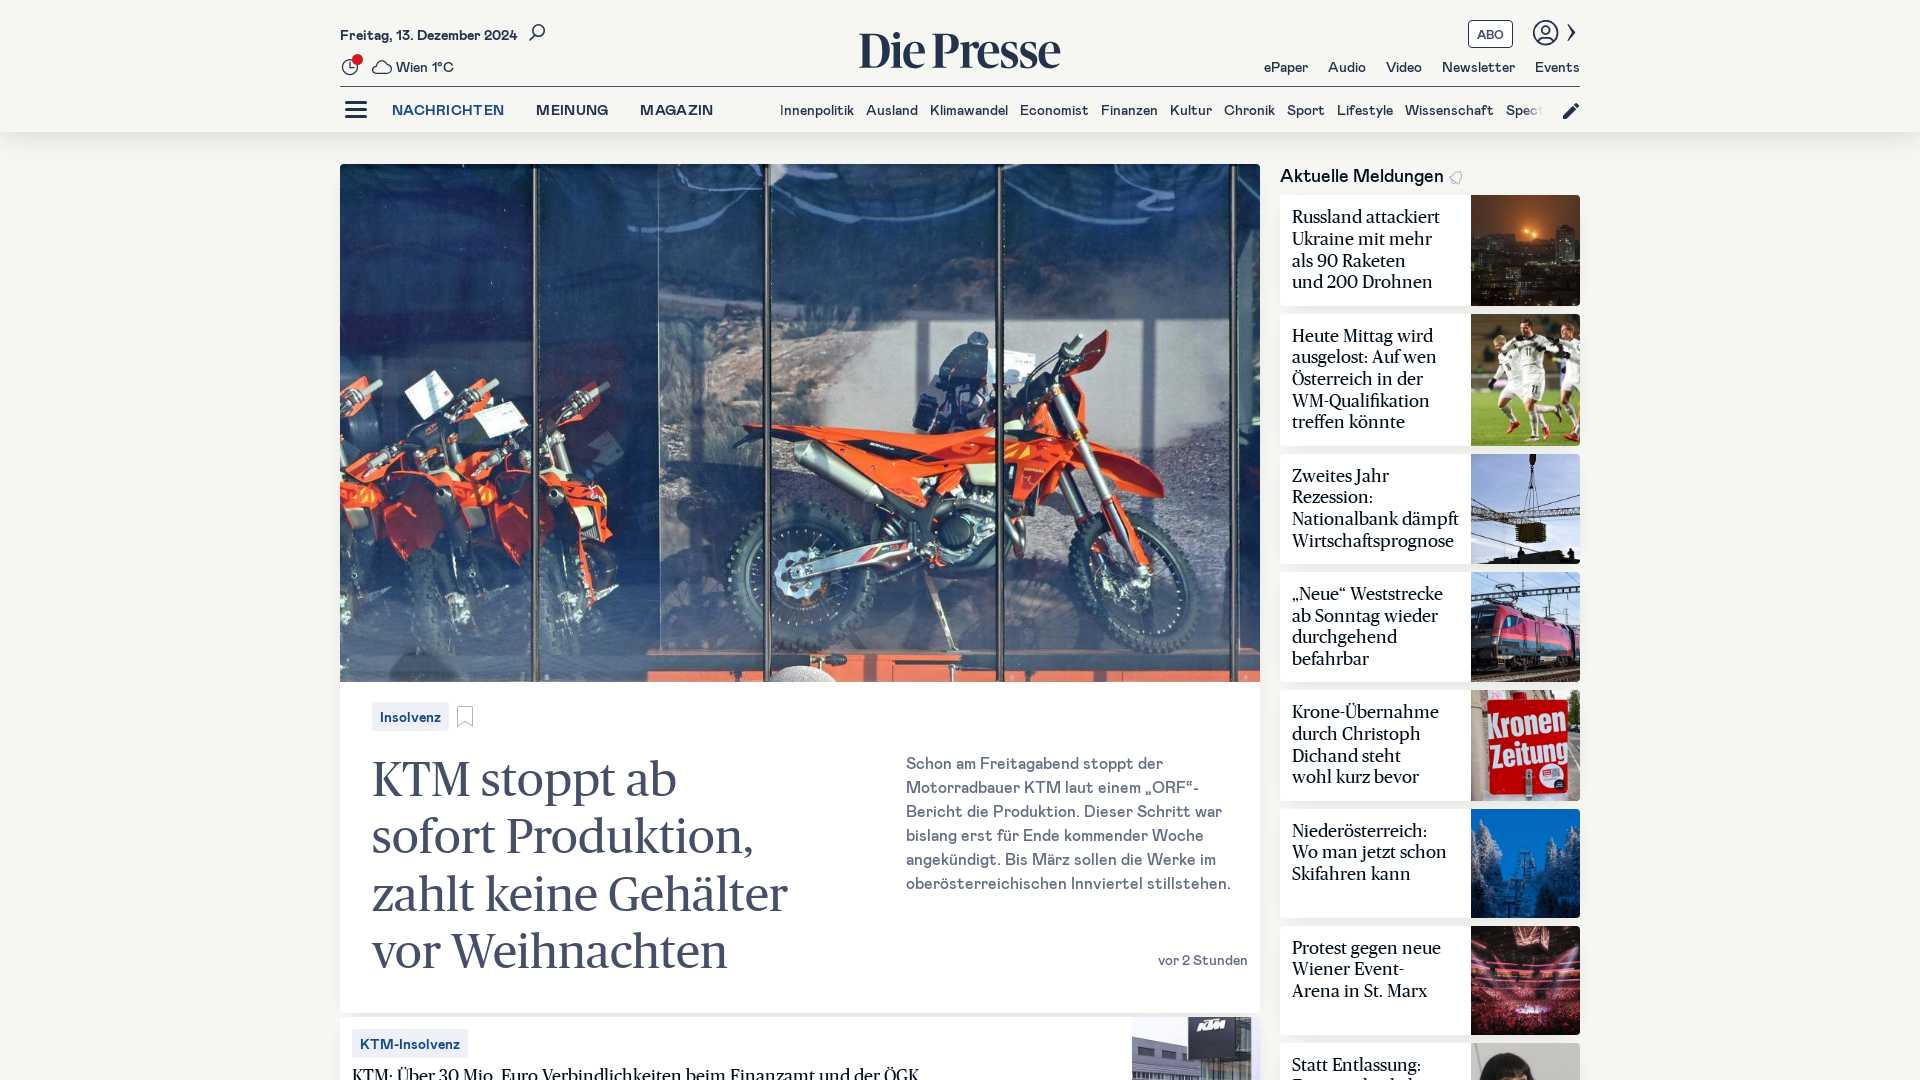 Freitag, 13. Dezember 2024
Die Presse
ABO
Wien 1°C
ePaper Audio Video Newsletter Events
NACHRICHTEN MEINUNG MAGAZIN
Innenpolitik Ausland Klimawandel Economist Finanzen Kultur Chronik Sport Lifestyle Wissenschaft Spect
Insolvenz
KTM stoppt ab
sofort Produktion,
zahlt keine Gehälter
vor Weihnachten
Schon am Freitagabend stoppt der
Motorradbauer KTM laut einem „ORF“-
Bericht die Produktion. Dieser Schritt war
bislang erst für Ende kommender Woche
angekündigt. Bis März sollen die Werke im
oberösterreichischen Innviertel stillstehen.
vor 2 Stunden
KTM-Insolvenz
KTM
KTM: Über 30 Mio. Euro Verbindlichkeiten beim Finanzamt und der ÖGK
Aktuelle Meldungen
Russland attackiert
Ukraine mit mehr
als 90 Raketen
und 200 Drohnen
Heute Mittag wird
ausgelost: Auf wen
Österreich in der
WM-Qualifikation
treffen könnte
Zweites Jahr
Rezession:
Nationalbank dämpft
Wirtschaftsprognose
„Neue“ Weststrecke
ab Sonntag wieder
durchgehend
befahrbar
Krone-Übernahme
durch Christoph
Dichand steht
wohl kurz bevor
Kronen
Zeitung
Niederösterreich:
Wo man jetzt schon
Skifahren kann
Protest gegen neue
Wiener Event-
Arena in St. Marx
Statt Entlassung: